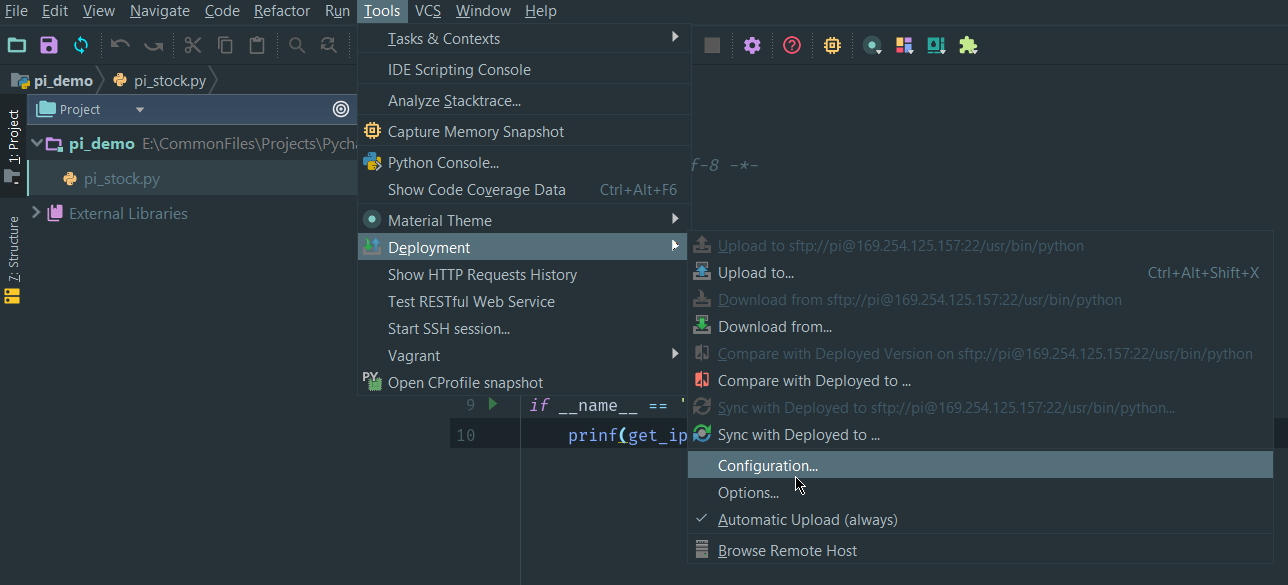 File Edit View Navigate Code Refactor Run Tools VCS Window Help
pi_demo pi_stock.py
Project
1: Project
7: Structure
pi_demo E:\CommonFiles\Projects\Pycha
pi_stock.py
External Libraries
Tasks & Contexts
IDE Scripting Console
Analyze Stacktrace...
Capture Memory Snapshot
Python Console...
Show Code Coverage Data Ctrl+Alt+F6
Material Theme
Deployment
Show HTTP Requests History
Test RESTful Web Service
Start SSH session...
Vagrant
PY Open CProfile snapshot
f-8 -*-
Upload to sftp://pi@169.254.125.157:22/usr/bin/python
Upload to... Ctrl+Alt+Shift+X
Download from sftp://pi@169.254.125.157:22/usr/bin/python
Download from...
Compare with Deployed Version on sftp://pi@169.254.125.157:22/usr/bin/python
Compare with Deployed to ...
Sync with Deployed to sftp://pi@169.254.125.157:22/usr/bin/python...
Sync with Deployed to ...
Configuration...
Options...
Automatic Upload (always)
Browse Remote Host
9 if __name__ == '
10 prinf(get_ip